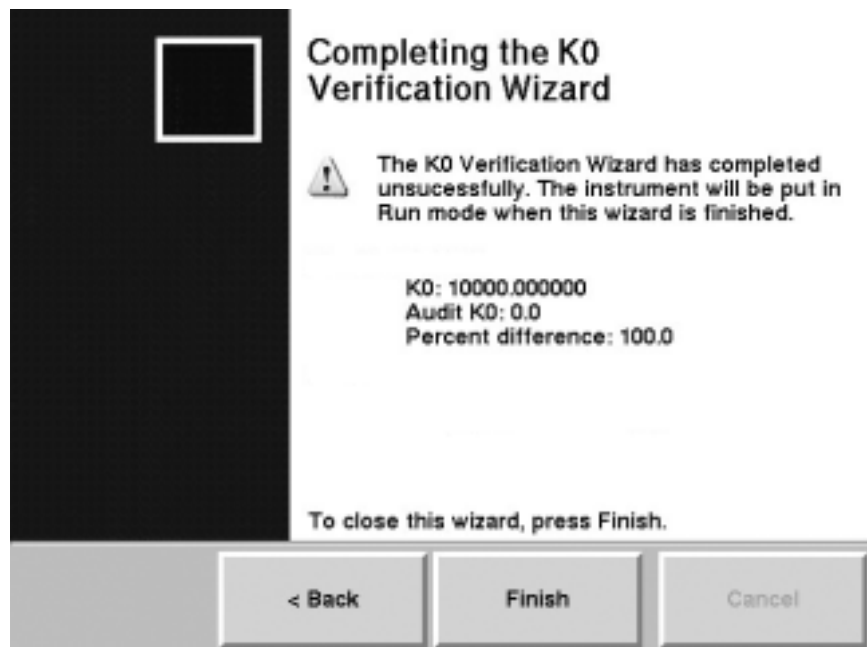 Completing the K0
Verification Wizard
The K0 Verification Wizard has completed
unsucessfully. The instrument will be put in
Run mode when this wizard is finished.
K0: 10000.000000
Audit K0: 0.0
Percent difference: 100.0
To close this wizard, press Finish.
< Back
Finish
Cancel